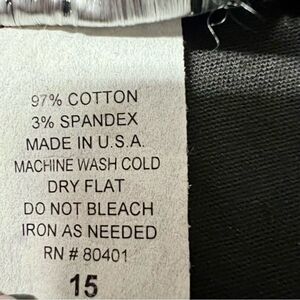 97% COTTON
3% SPANDEX
MADE IN U.S.A.
MACHINE WASH COLD
DRY FLAT
DO NOT BLEACH
IRON AS NEEDED
RN # 80401
15